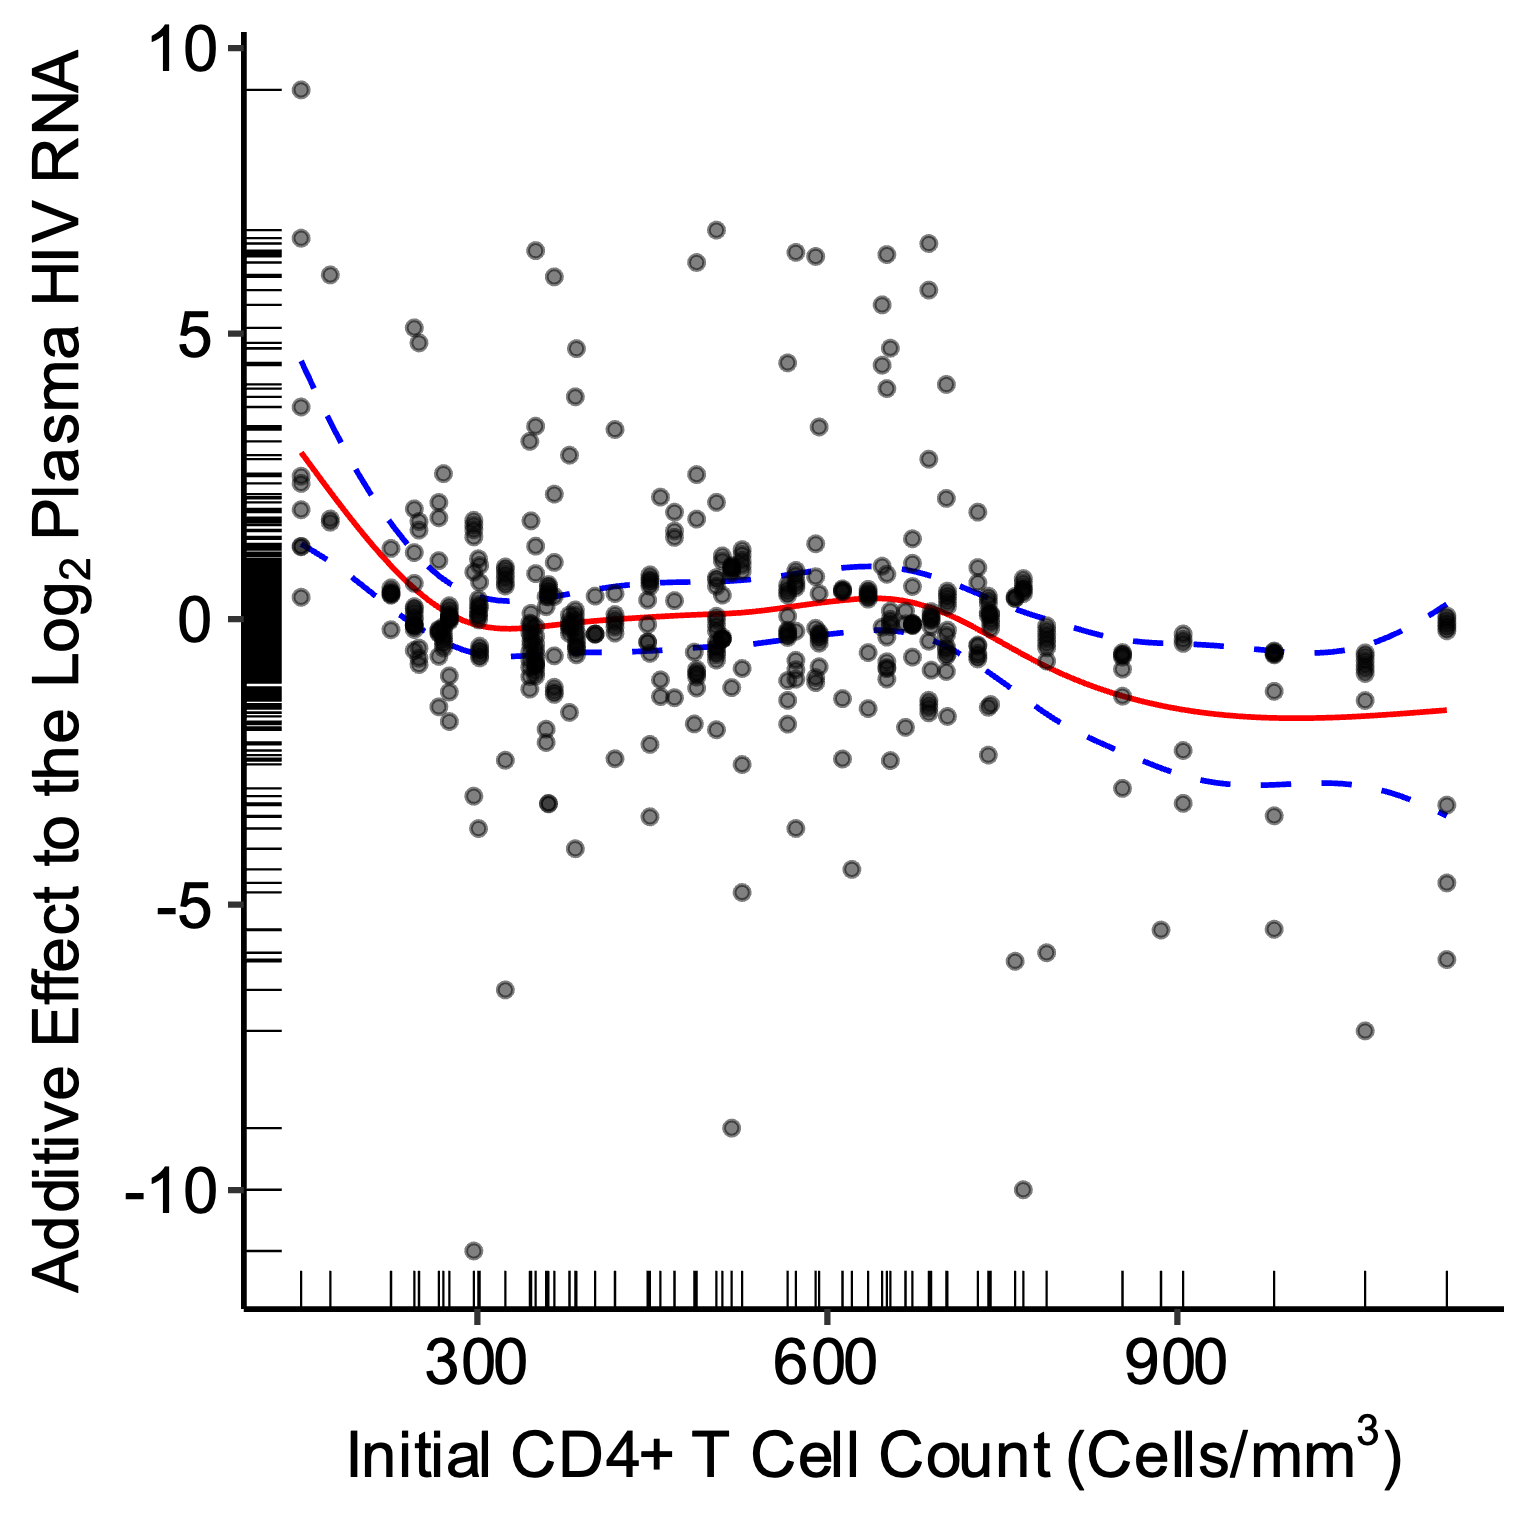 Additive Effect to the Log₂ Plasma HIV RNA
10
5
0
-5
-10
300 600 900
Initial CD4+ T Cell Count (Cells/mm³)